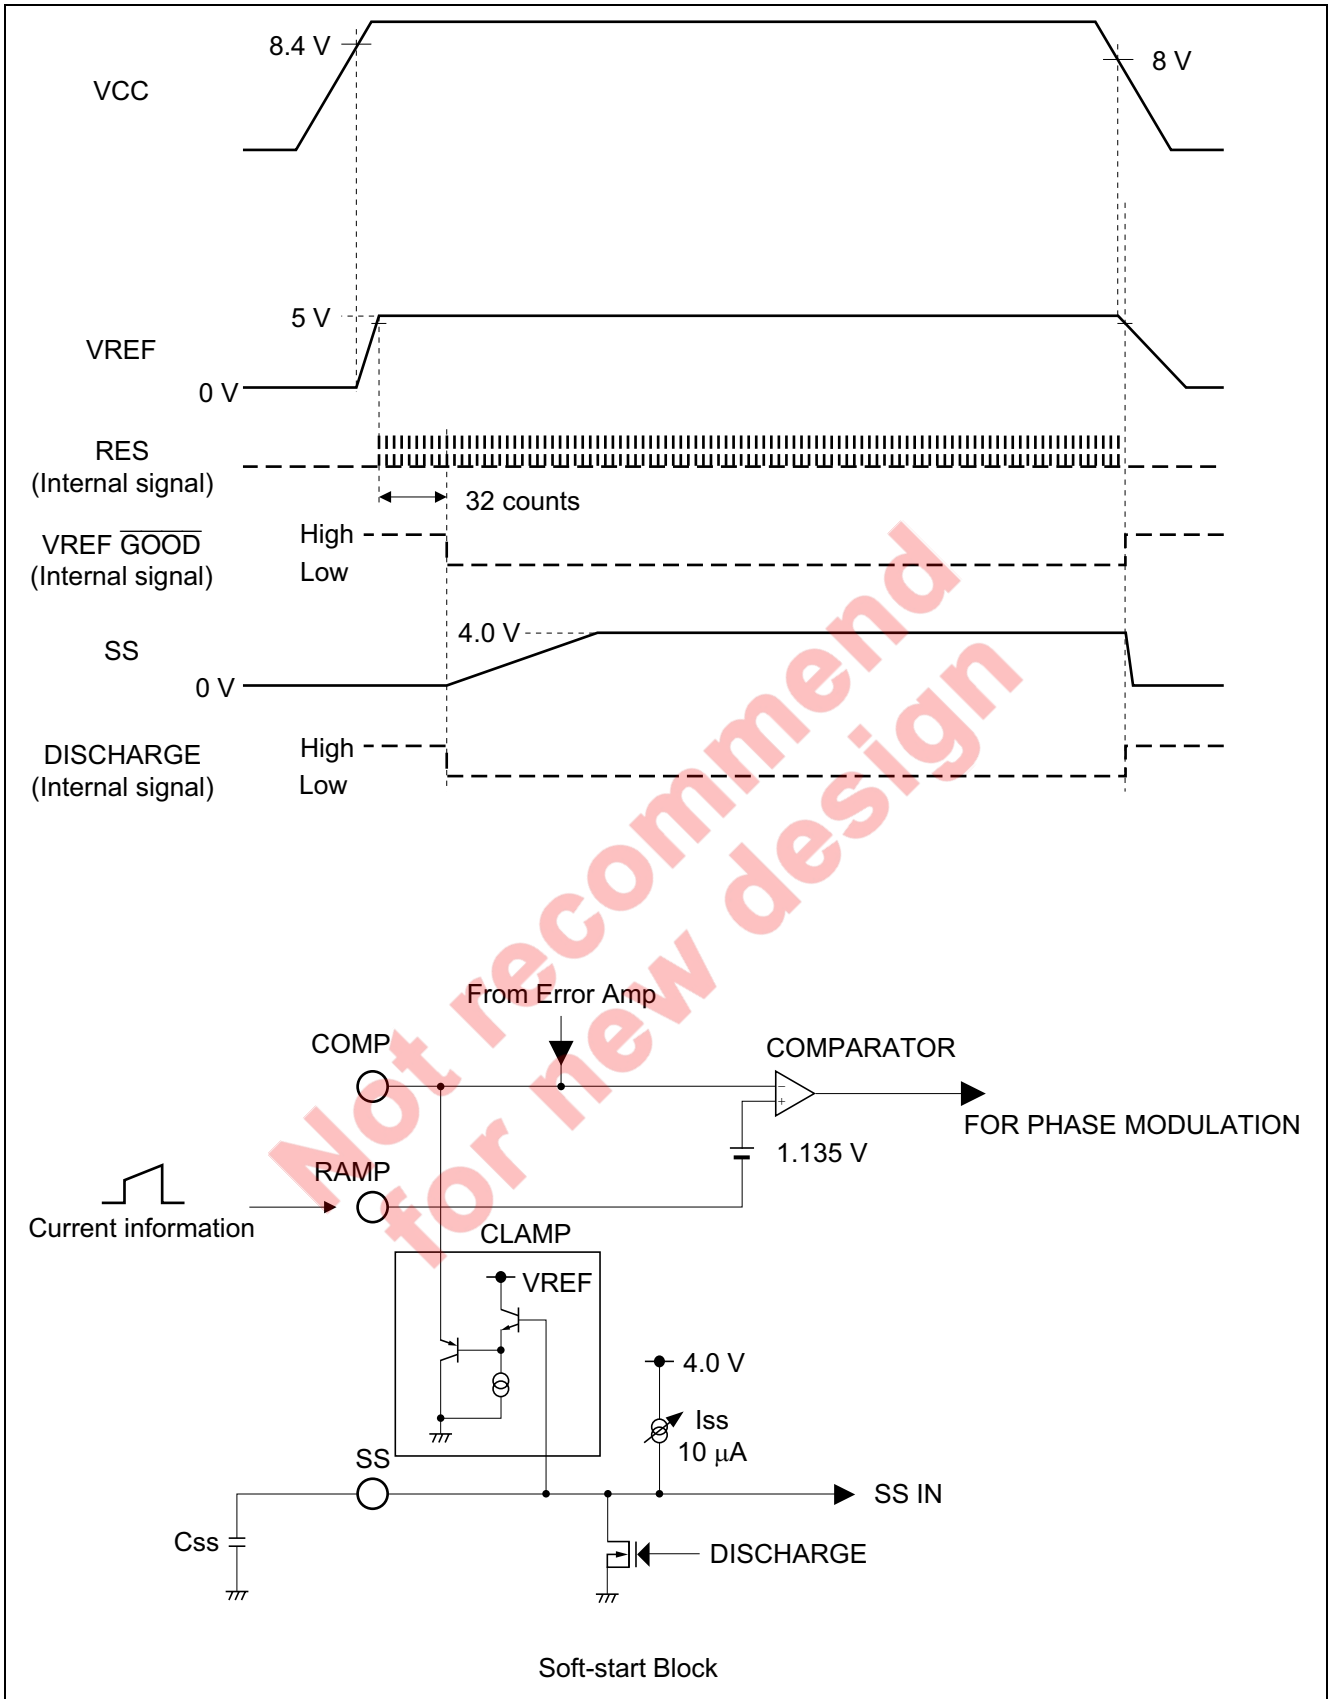 8.4 V
8 V
VCC
5 V
VREF
0 V
RES
(Internal signal)
32 counts
VREF G̅O̅O̅D̅
(Internal signal)
High
Low
4.0 V
SS
0 V
DISCHARGE
(Internal signal)
High
Low
Not recommend
for new design
From Error Amp
COMP
COMPARATOR
−
+
FOR PHASE MODULATION
1.135 V
RAMP
Current information
CLAMP
VREF
4.0 V
Iss
10 μA
SS
SS IN
Css
DISCHARGE
Soft-start Block